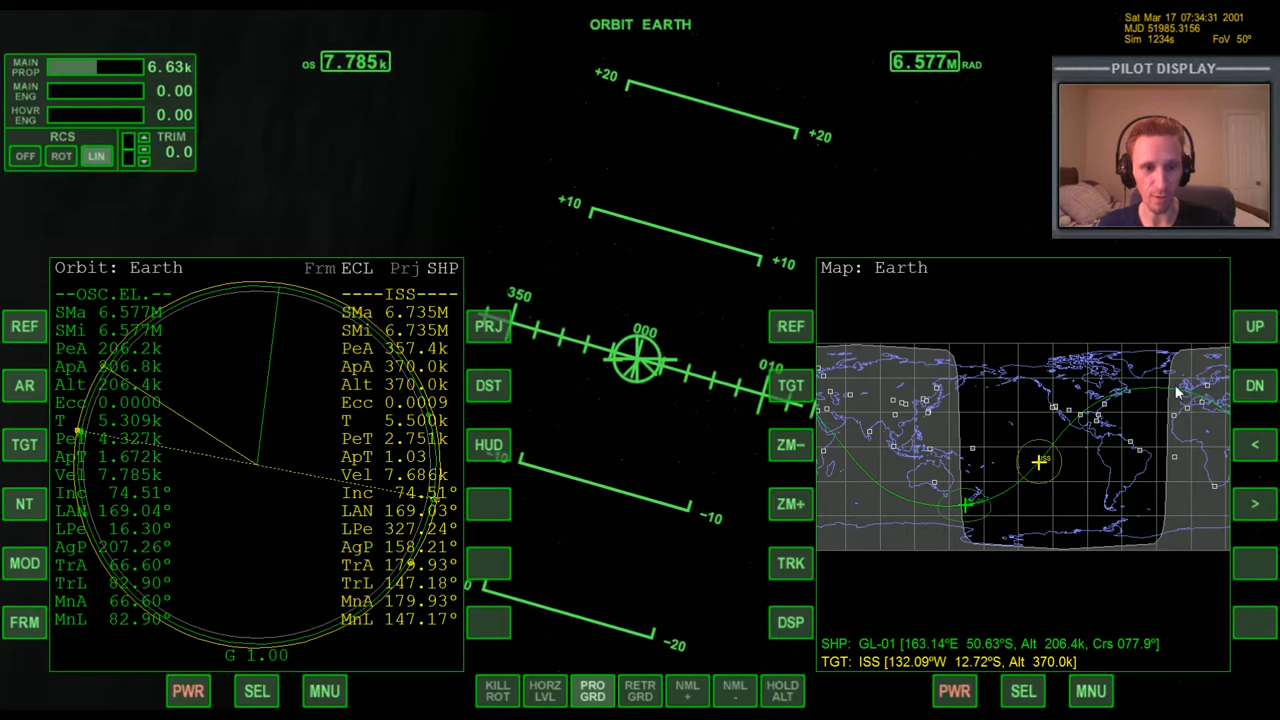 ORBIT EARTH
Sat Mar 17 07:34:31 2001
MJD 51985.3156
Sim 1234s FoV 50°
MAIN PROP 6.63k
MAIN ENG 0.00
HOVR ENG 0.00
RCS TRIM
OFF ROT LIN 0.0
OS 7.785k
6.577M RAD
PILOT DISPLAY
+20 +20
+10 +10
350 000 010
-10
-20
Orbit: Earth Frm ECL Prj SHP
--OSC.EL.-- ----ISS----
SMa 6.577M SMa 6.735M
SMi 6.577M SMi 6.735M
PeA 206.2k PeA 357.4k
ApA 206.8k ApA 370.0k
Alt 206.4k Alt 370.0k
Ecc 0.0000 Ecc 0.0009
T 5.309k T 5.500k
PeT 4.327k PeT 2.751k
ApT 1.672k ApT 1.03
Vel 7.785k Vel 7.686k
Inc 74.51° Inc 74.51°
LAN 169.04° LAN 169.03°
LPe 16.30° LPe 327.24°
AgP 207.26° AgP 158.21°
TrA 66.60° TrA 179.93°
TrL 82.90° TrL 147.18°
MnA 66.60° MnA 179.93°
MnL 82.90° MnL 147.17°
G 1.00
REF
AR
TGT
NT
MOD
FRM
PRJ
DST
HUD
PWR SEL MNU
KILL ROT
HORZ LVL
PRO GRD
RETR GRD
NML +
NML -
HOLD ALT
Map: Earth
REF
TGT
ZM-
ZM+
TRK
DSP
UP
DN
<
>
ISS
SHP: GL-01 [163.14°E 50.63°S, Alt 206.4k, Crs 077.9°]
TGT: ISS [132.09°W 12.72°S, Alt 370.0k]
PWR SEL MNU